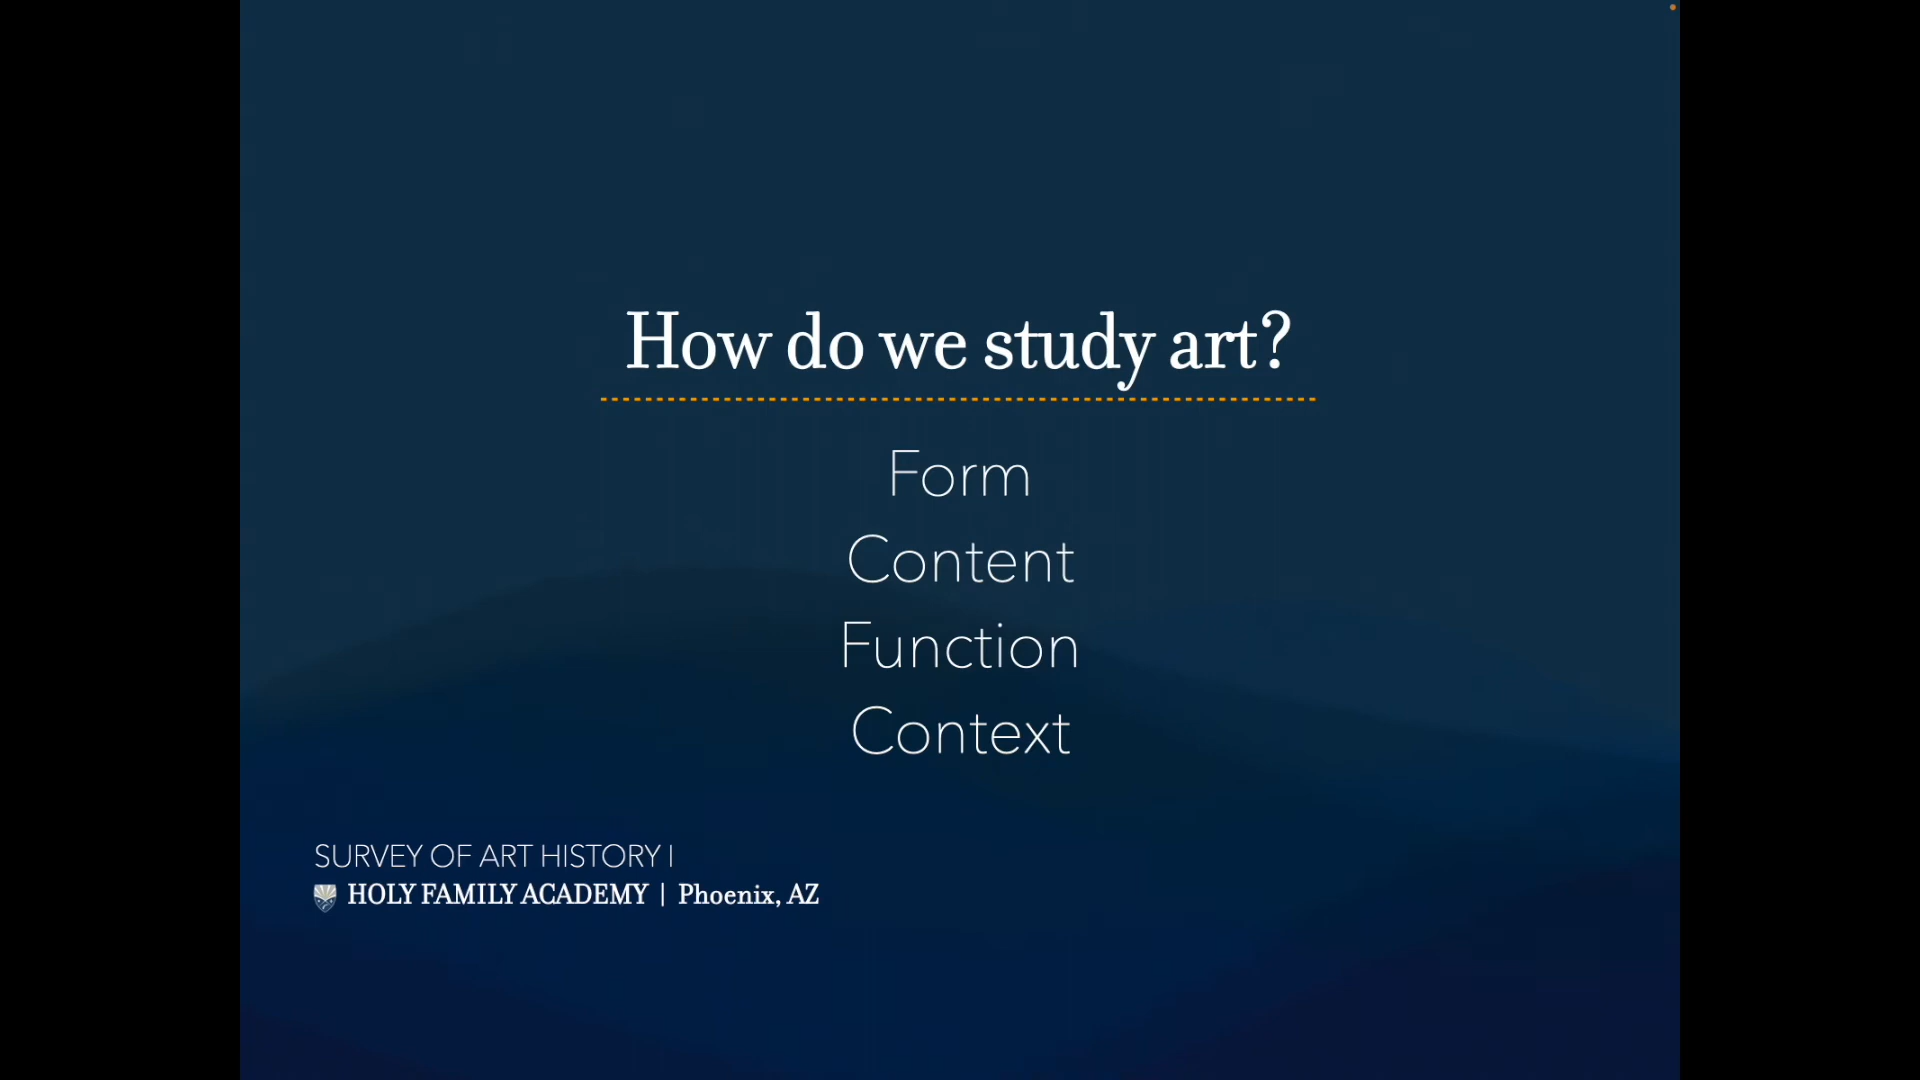 How do we study art?
Form
Content
Function
Context
SURVEY OF ART HISTORY I
HOLY FAMILY ACADEMY | Phoenix, AZ